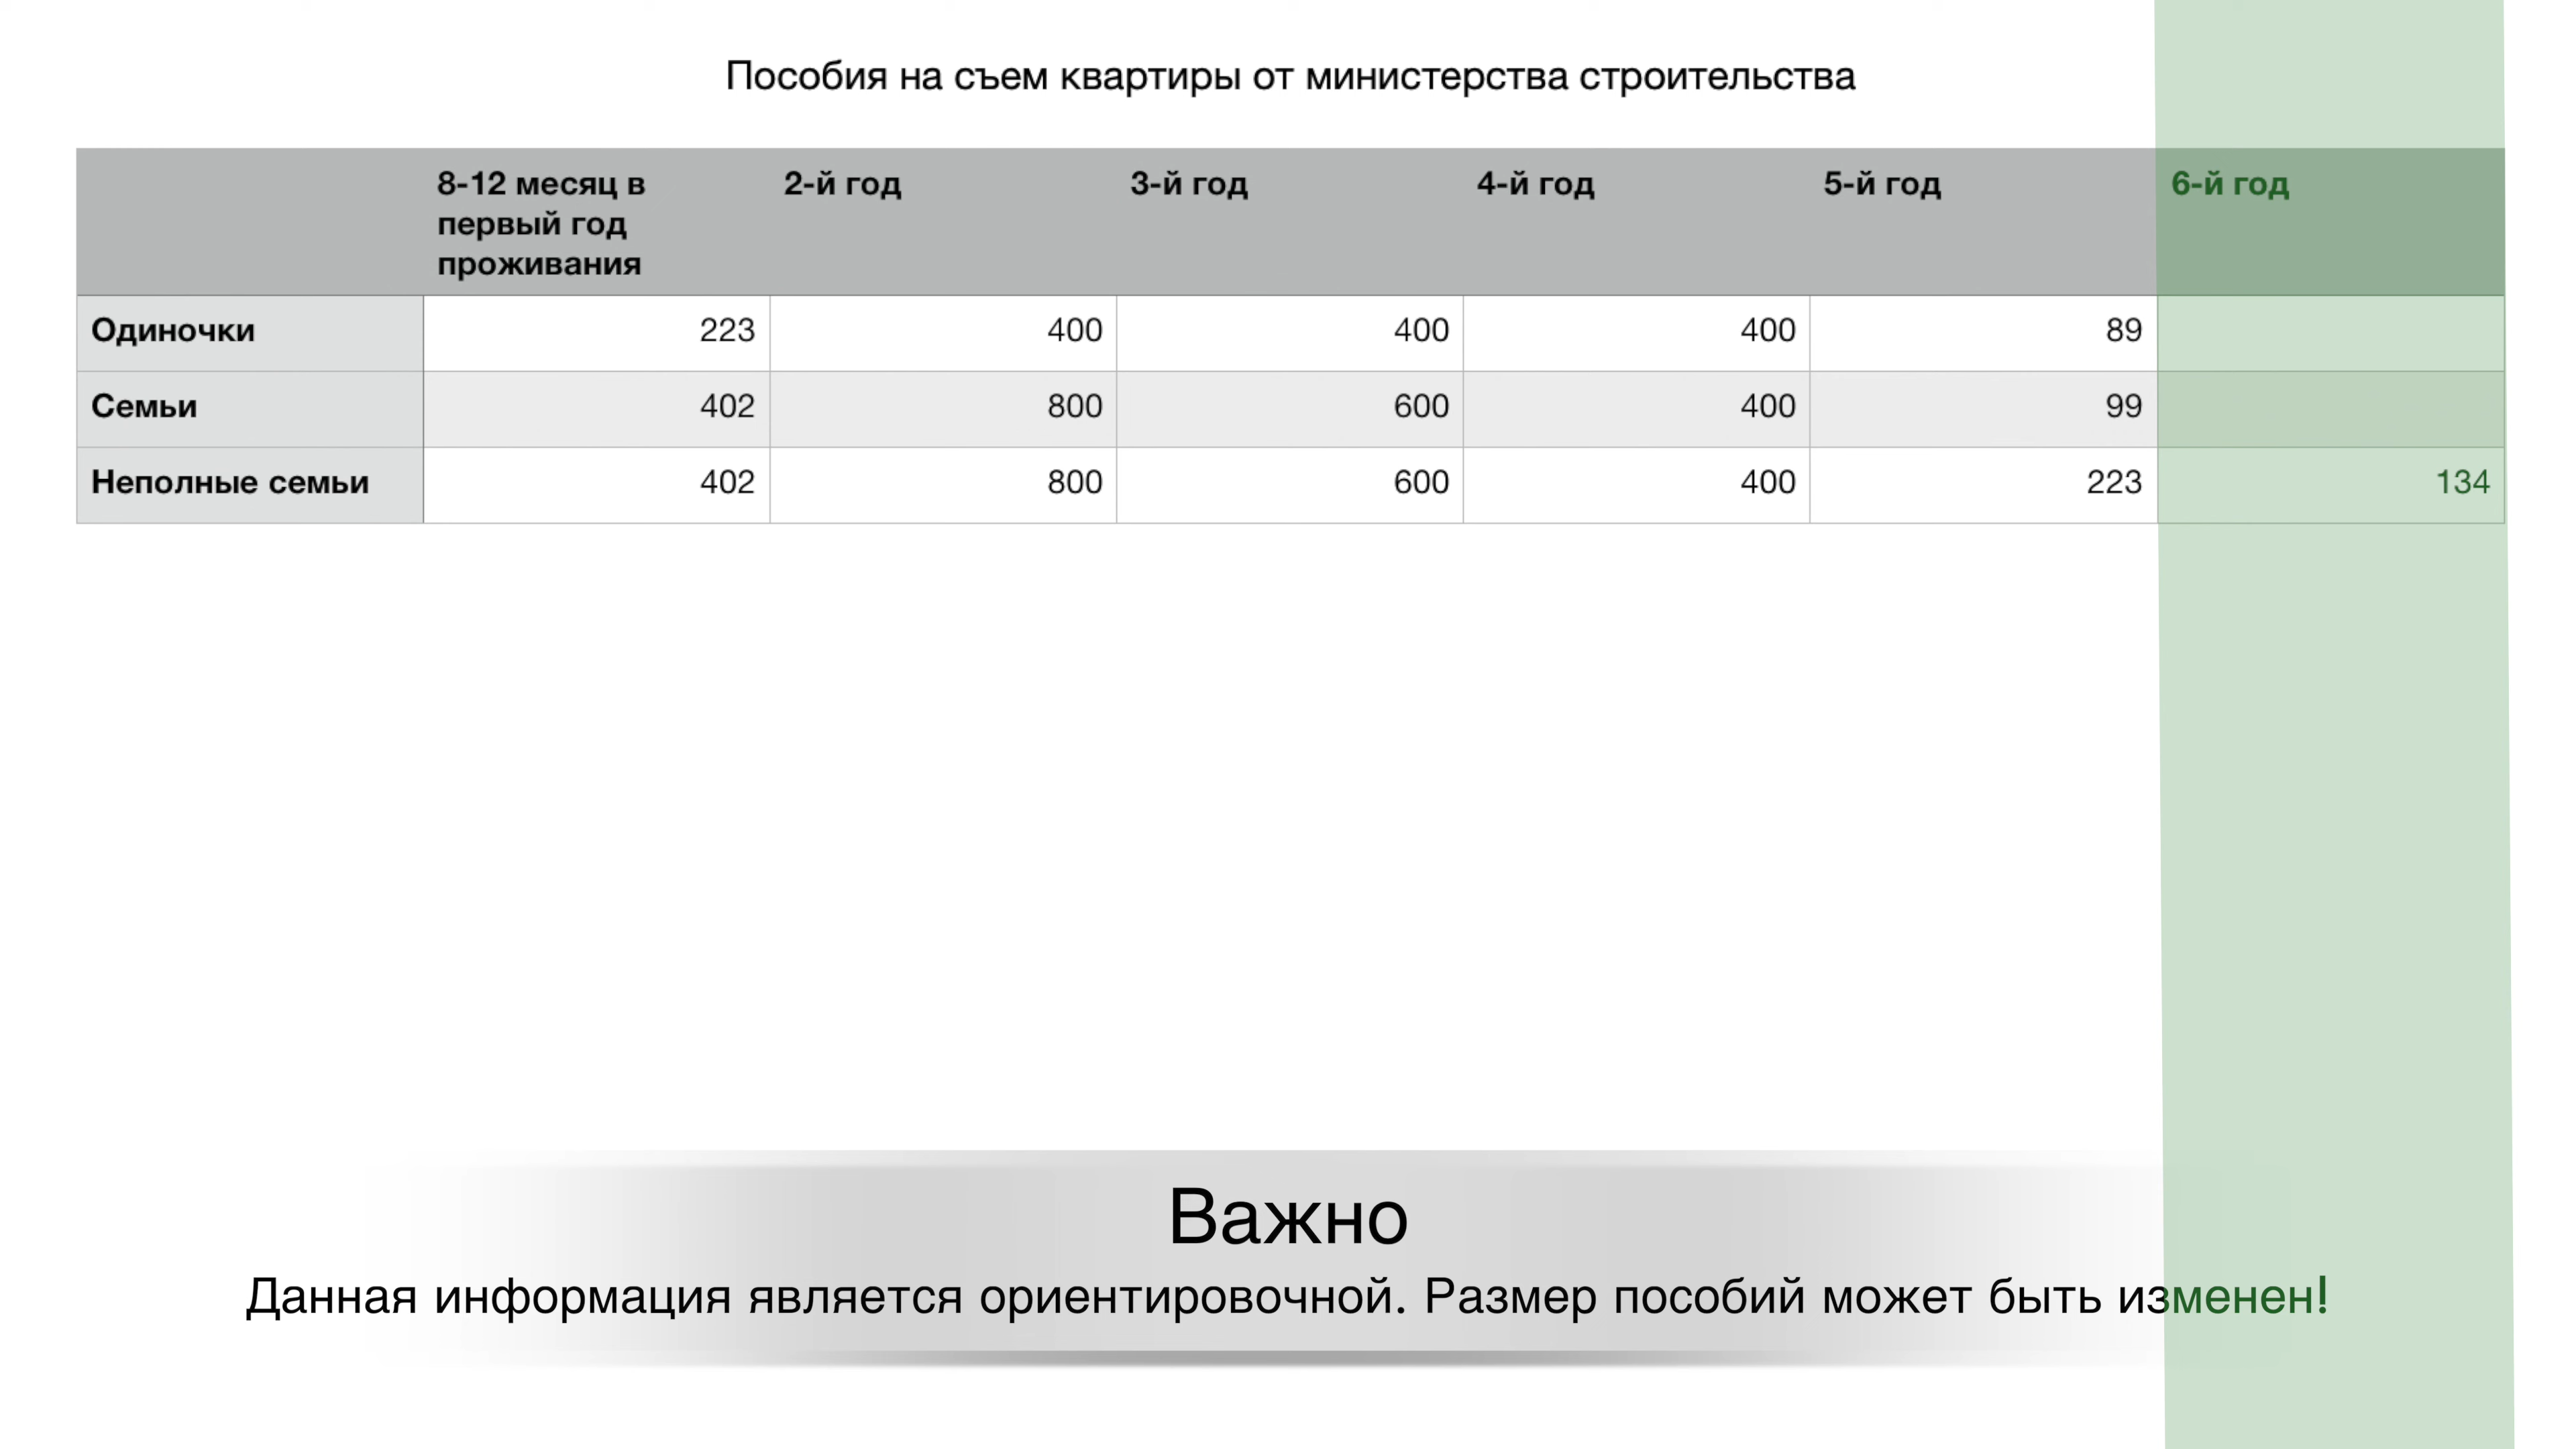 Пособия на съем квартиры от министерства строительства
8-12 месяц в первый год проживания 2-й год 3-й год 4-й год 5-й год 6-й год
Одиночки 223 400 400 400 89
Семьи 402 800 600 400 99
Неполные семьи 402 800 600 400 223 134
Важно
Данная информация является ориентировочной. Размер пособий может быть изменен!